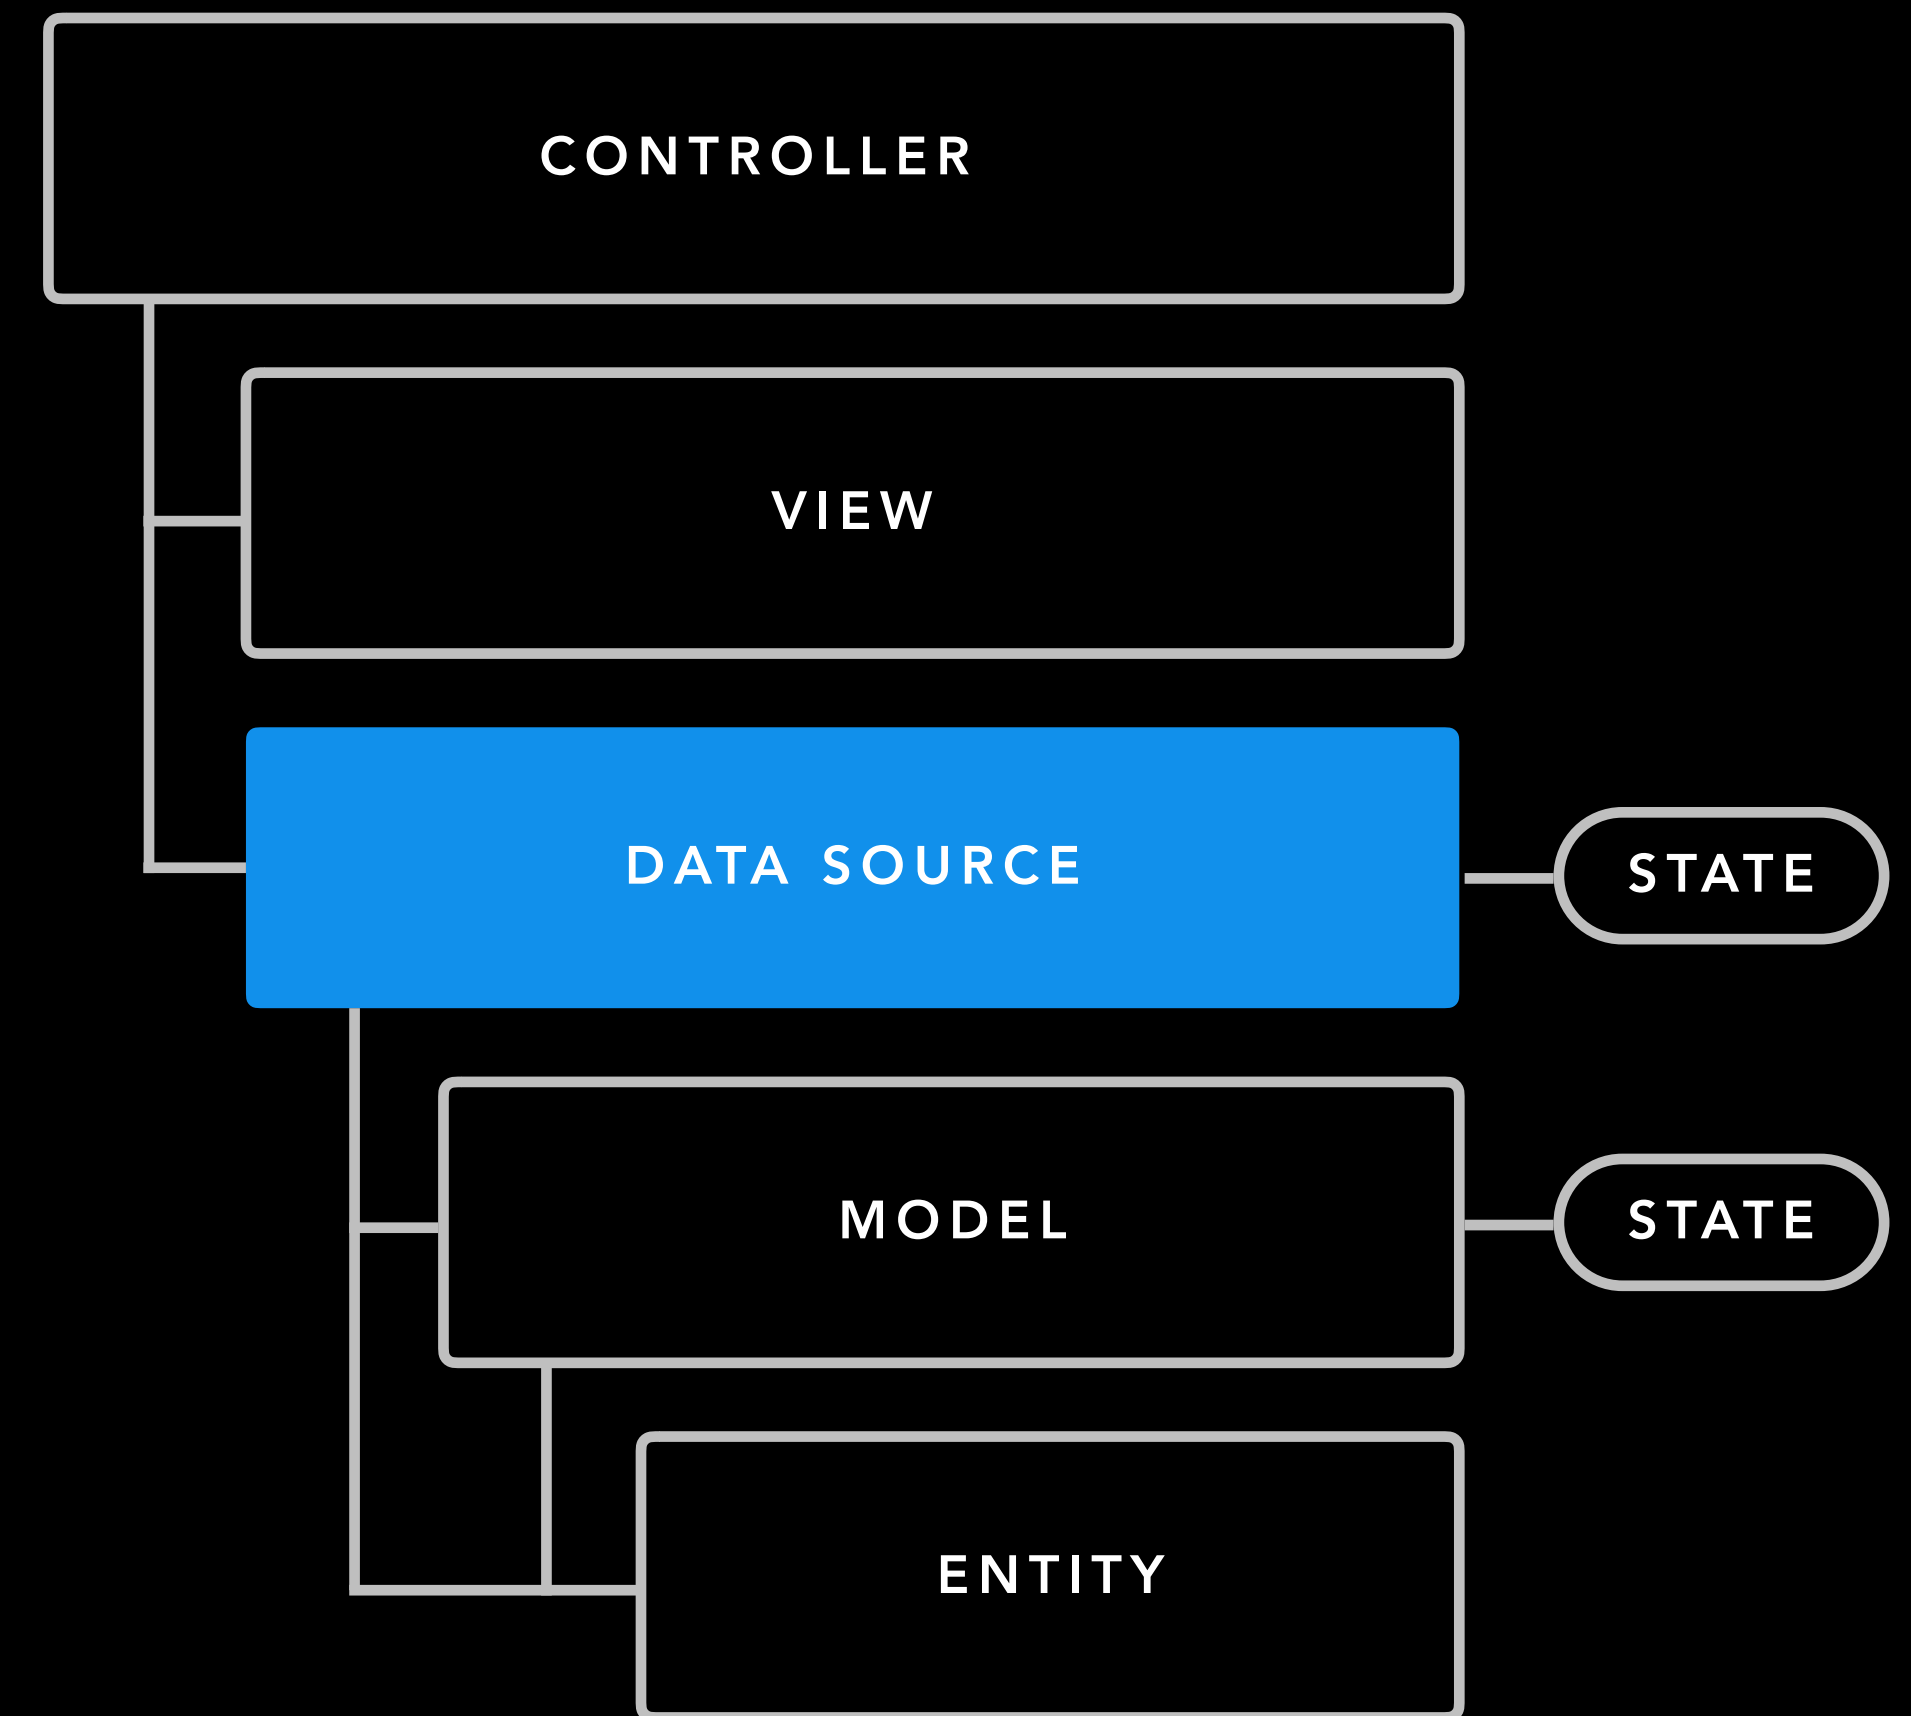 CONTROLLER
VIEW
DATA SOURCE
STATE
MODEL
STATE
ENTITY